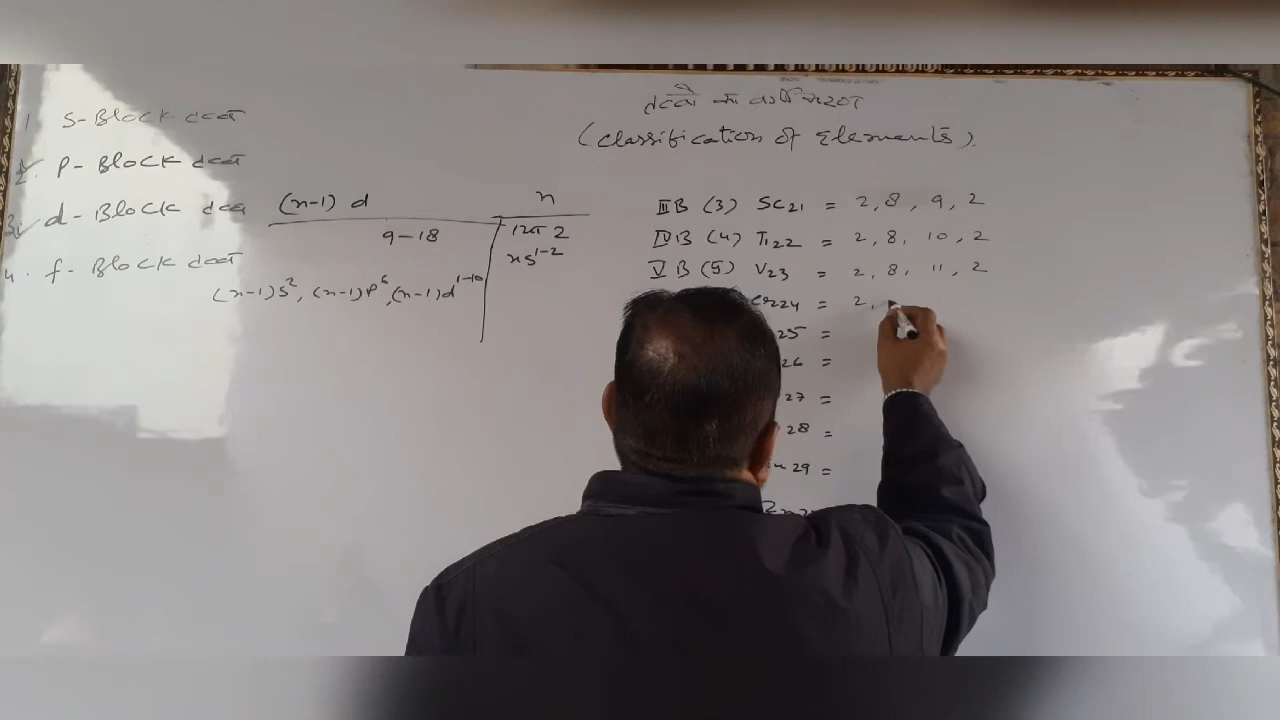 तत्वों का वर्गीकरण
(Classification of Elements).
1. S-Block तत्व
2. P-Block तत्व
3. d-Block तत्व
4. f-Block तत्व
(n-1) d n
9-18 1 या 2
ns¹⁻²
(n-1)S², (n-1)P⁶, (n-1)d¹⁻¹⁰
IIIB (3) Sc21 = 2, 8, 9, 2
IVB (4) Ti22 = 2, 8, 10, 2
VB (5) V23 = 2, 8, 11, 2
Cr24 = 2,
25 =
26 =
27 =
28 =
29 =
Zn